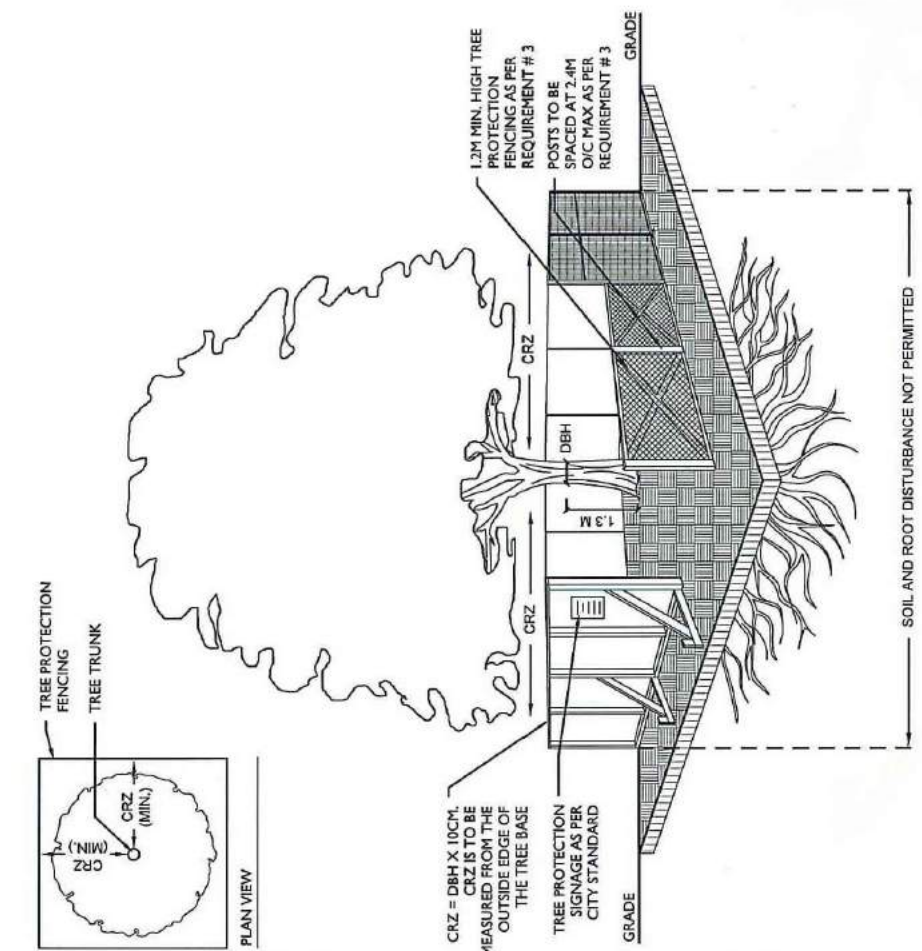 TREE PROTECTION
FENCING
TREE TRUNK
CRZ
(MIN.)
CRZ
(MIN.)
PLAN VIEW
1.2M MIN. HIGH TREE
PROTECTION
FENCING AS PER
REQUIREMENT # 3
POSTS TO BE
SPACED AT 2.4M
O/C MAX AS PER
REQUIREMENT # 3
GRADE
CRZ
CRZ
DBH
1.3 M
CRZ = DBH X 10CM.
CRZ IS TO BE
MEASURED FROM THE
OUTSIDE EDGE OF
THE TREE BASE
TREE PROTECTION
SIGNAGE AS PER
CITY STANDARD
GRADE
SOIL AND ROOT DISTURBANCE NOT PERMITTED